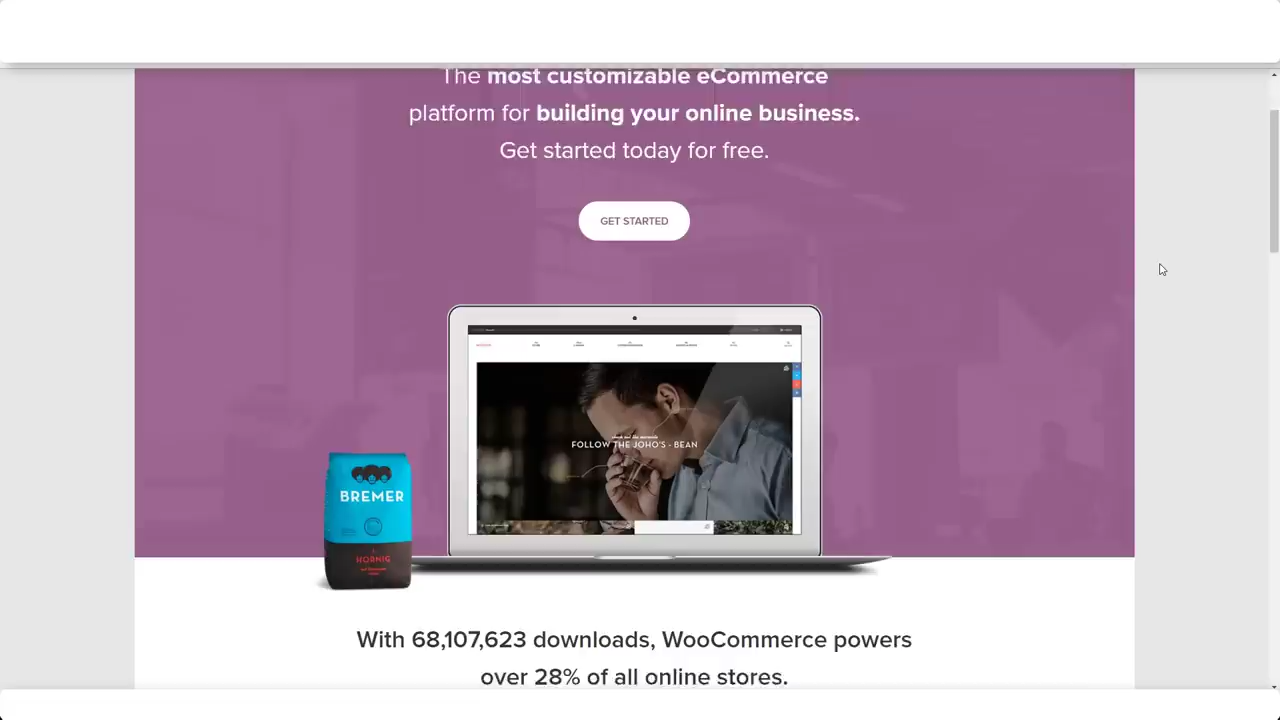 The most customizable eCommerce
platform for building your online business.
Get started today for free.
GET STARTED
FOLLOW THE JOHO'S - BEAN
BREMER
HORNIG
With 68,107,623 downloads, WooCommerce powers
over 28% of all online stores.